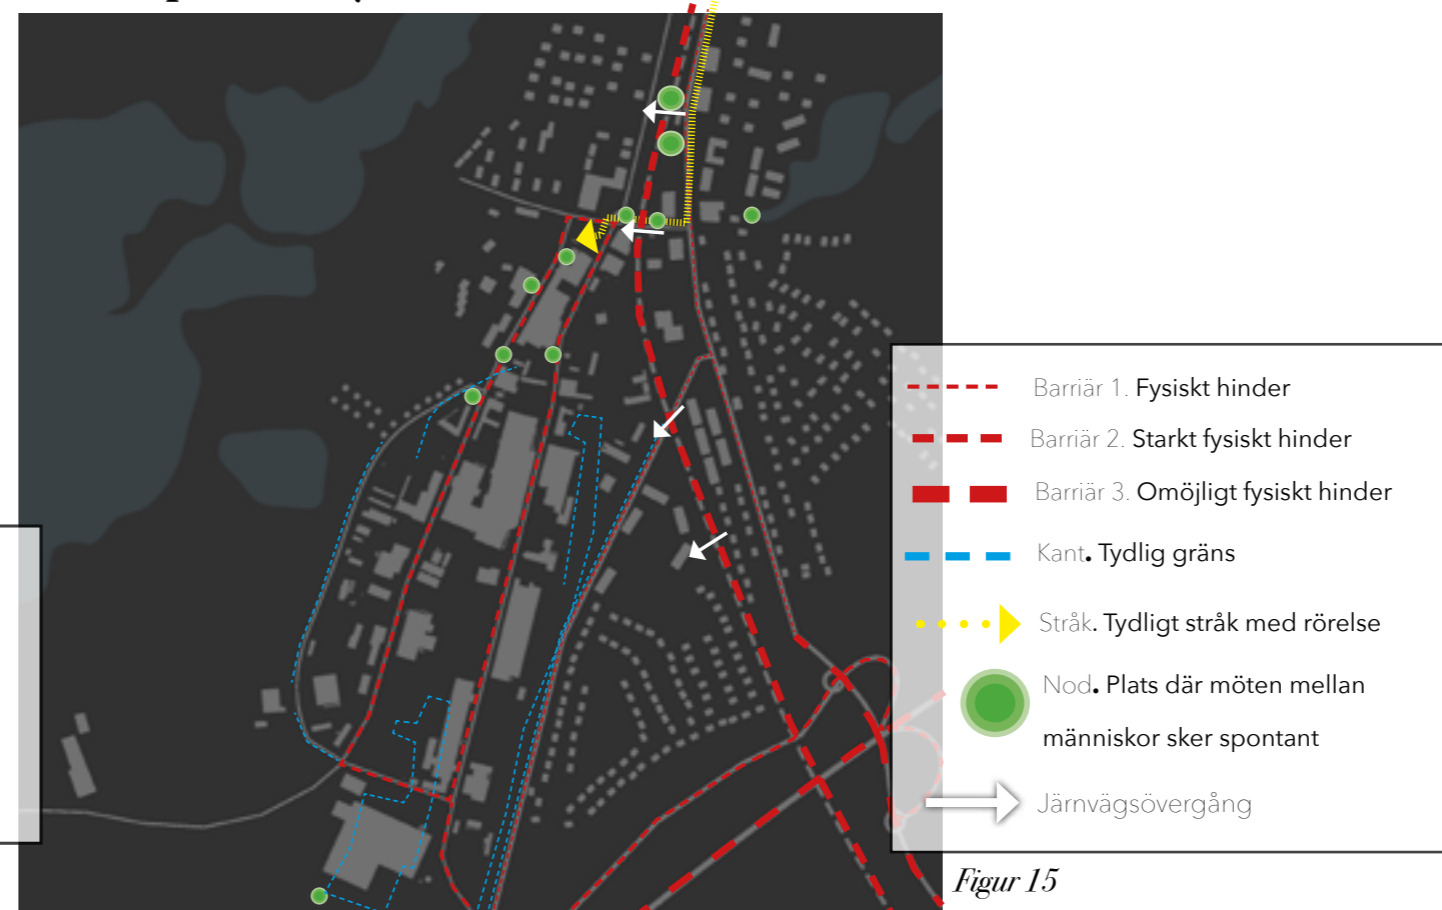 Barriär 1. Fysiskt hinder
Barriär 2. Starkt fysiskt hinder
Barriär 3. Omöjligt fysiskt hinder
Kant. Tydlig gräns
Stråk. Tydligt stråk med rörelse
Nod. Plats där möten mellan
människor sker spontant
Järnvägsövergång
Figur 15